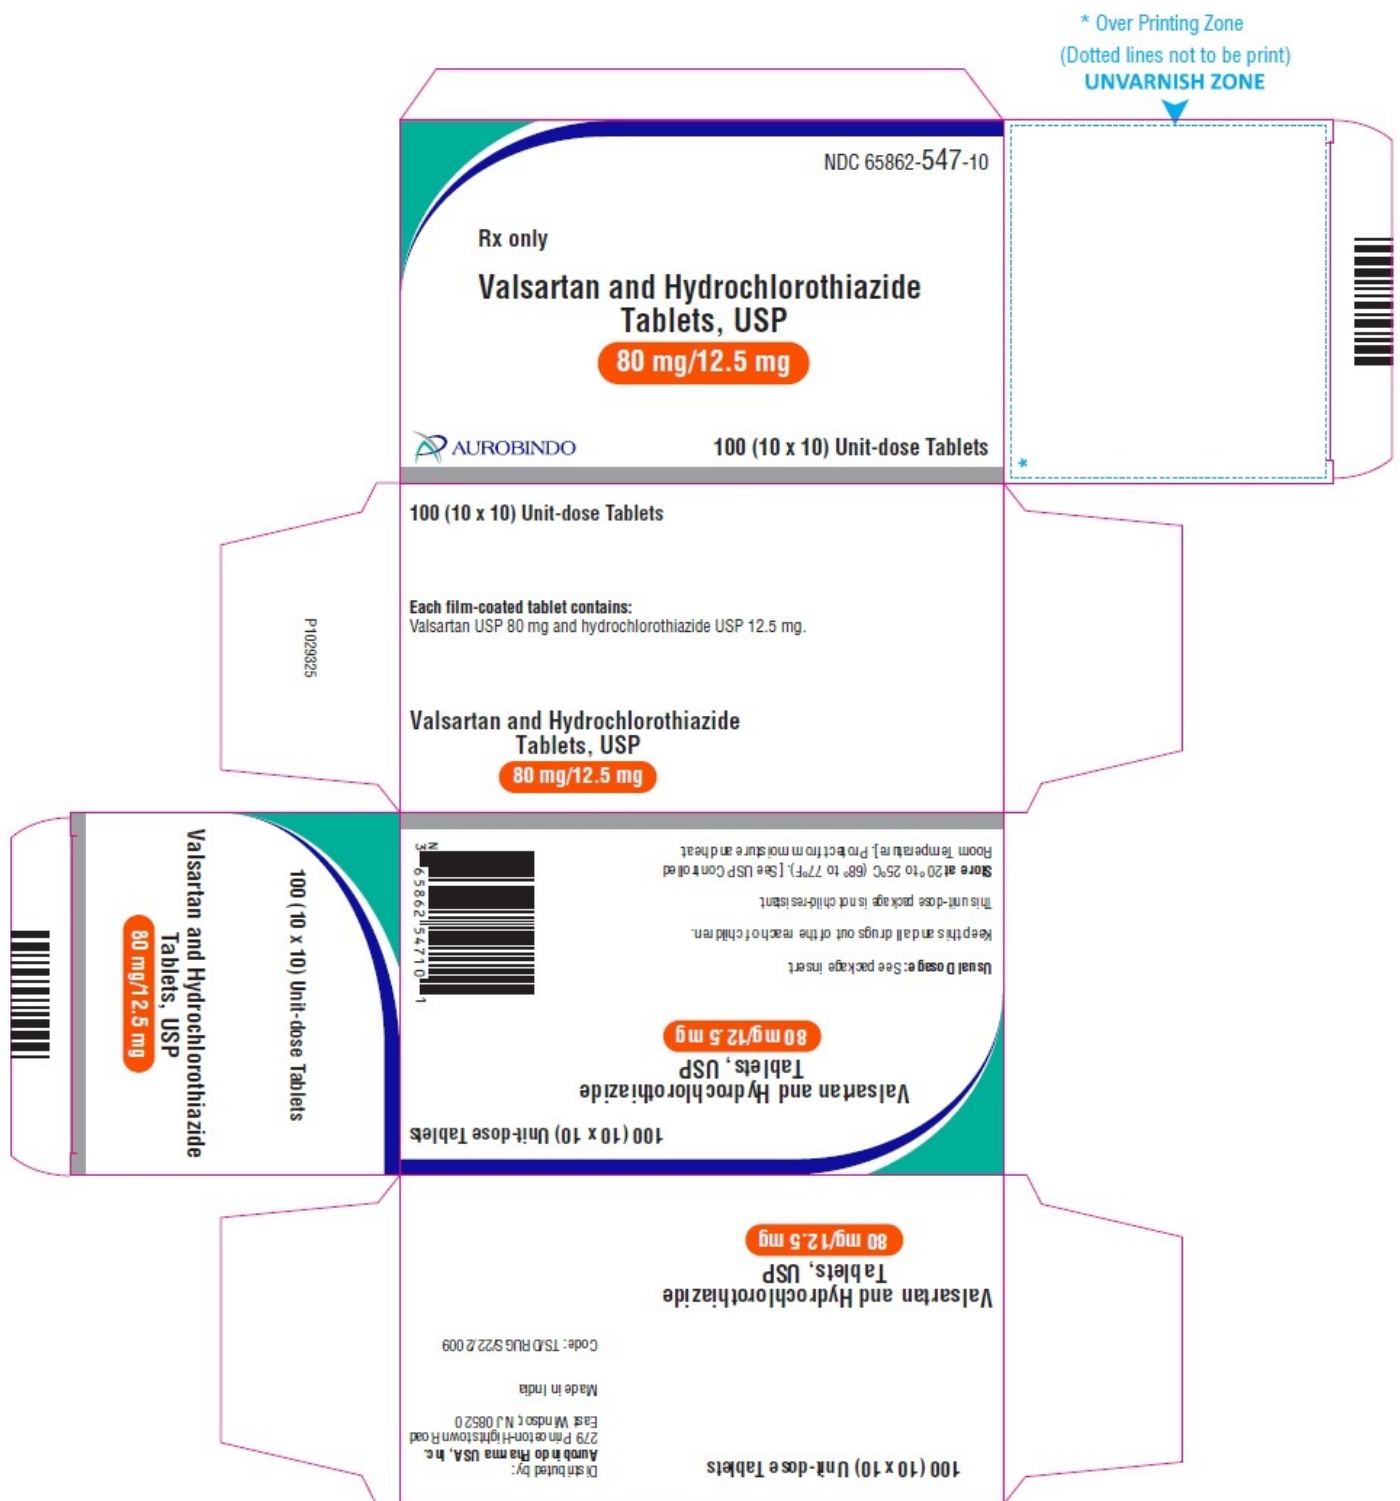 * Over Printing Zone
(Dotted lines not to be print)
UNVARNISH ZONE
NDC 65862-547-10
Rx only
Valsartan and Hydrochlorothiazide
Tablets, USP
80 mg/12.5 mg
AUROBINDO
100 (10 x 10) Unit-dose Tablets
*
100 (10 x 10) Unit-dose Tablets
Each film-coated tablet contains:
Valsartan USP 80 mg and hydrochlorothiazide USP 12.5 mg.
Valsartan and Hydrochlorothiazide
Tablets, USP
80 mg/12.5 mg
P1029325
100 (10 x 10) Unit-dose Tablets
Valsartan and Hydrochlorothiazide
Tablets, USP
80 mg/12.5 mg
100 (10 x 10) Unit-dose Tablets
Valsartan and Hydrochlorothiazide
Tablets, USP
80 mg/12.5 mg
Usual Dosage: See package insert.
Keep this and all drugs out of the reach of children.
This unit-dose package is not child-resistant.
Store at 20° to 25°C (68° to 77°F). [See USP Controlled
Room Temperature]. Protect from moisture and heat.
N
3 65862 54710 1
100 (10 x 10) Unit-dose Tablets
Distributed by:
Aurobindo Pharma USA, Inc.
279 Princeton-Hightstown Road
East Windsor, NJ 08520
Made in India
Code: TS/DRUGS/22/2009
Valsartan and Hydrochlorothiazide
Tablets, USP
80 mg/12.5 mg